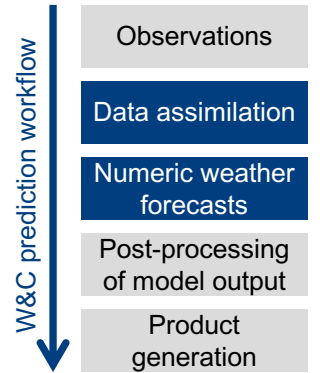 W&C prediction workflow
Observations
Data assimilation
Numeric weather
forecasts
Post-processing
of model output
Product
generation